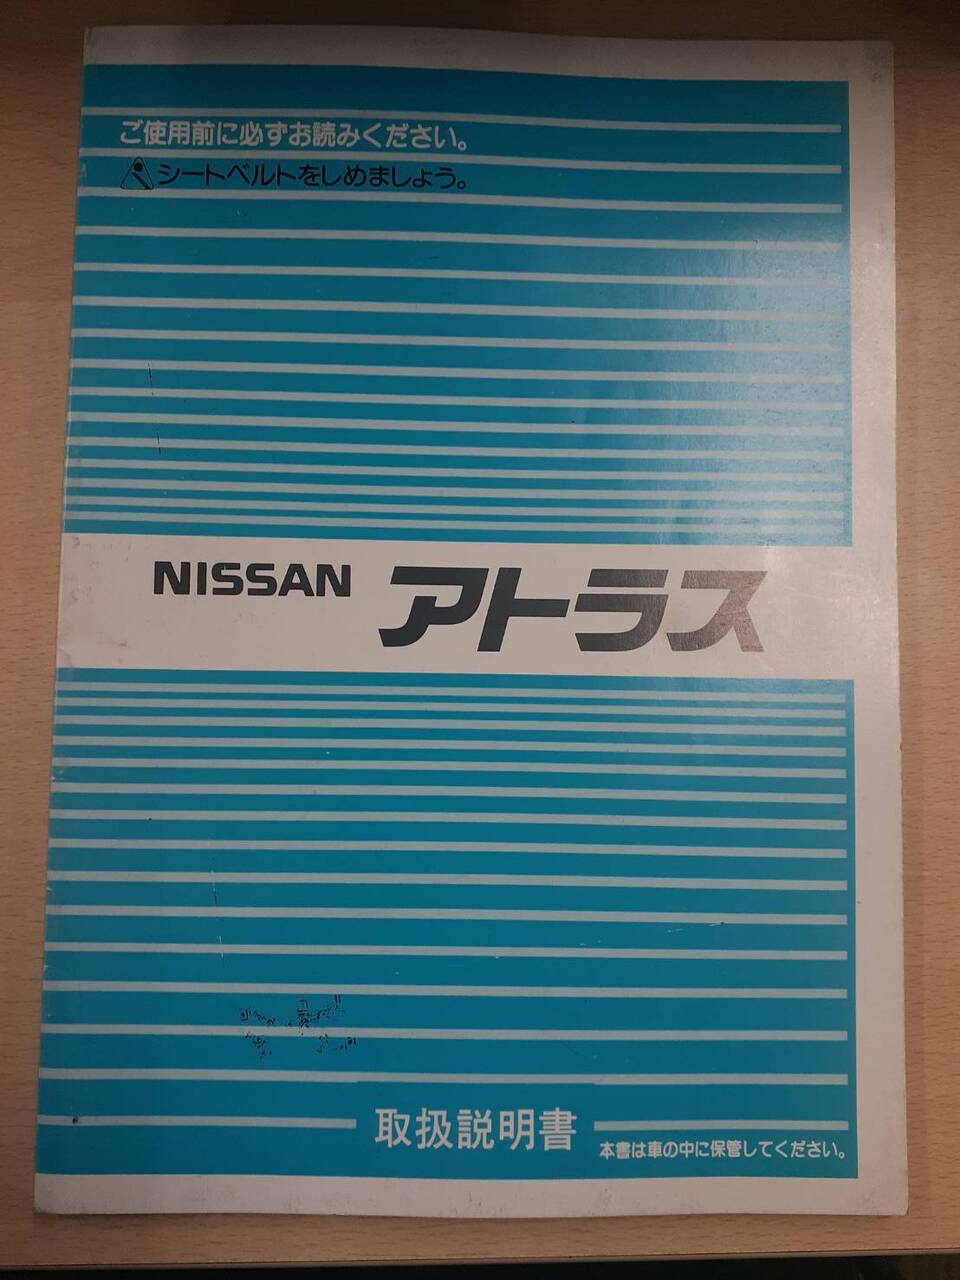 ご使用前に必ずお読みください。
シートベルトをしめましょう。
NISSAN アトラス
取扱説明書
本書は車の中に保管してください。